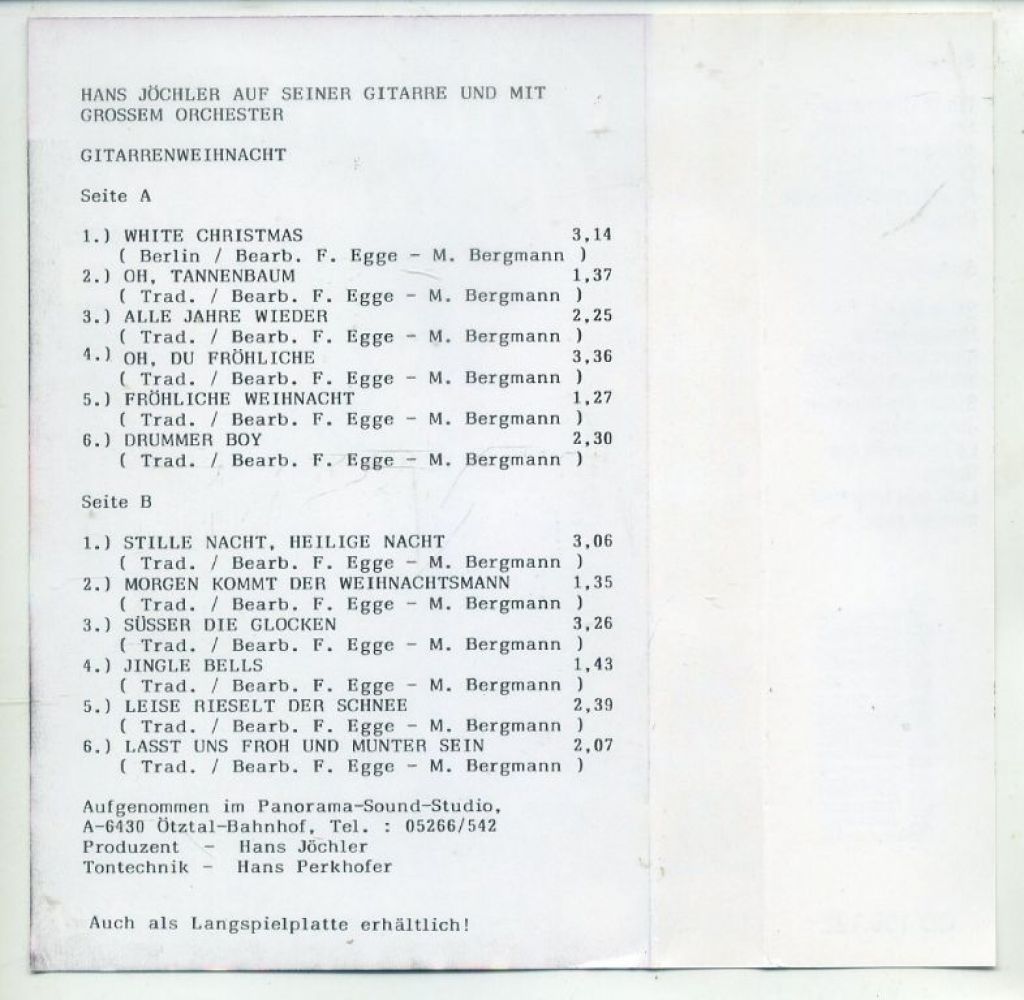 HANS JÖCHLER AUF SEINER GITARRE UND MIT
GROSSEM ORCHESTER
GITARRENWEIHNACHT
Seite A
1.) WHITE CHRISTMAS 3,14
( Berlin / Bearb. F. Egge - M. Bergmann )
2.) OH, TANNENBAUM 1,37
( Trad. / Bearb. F. Egge - M. Bergmann )
3.) ALLE JAHRE WIEDER 2,25
( Trad. / Bearb. F. Egge - M. Bergmann )
4.) OH, DU FRÖHLICHE 3,36
( Trad. / Bearb. F. Egge - M. Bergmann )
5.) FRÖHLICHE WEIHNACHT 1,27
( Trad. / Bearb. F. Egge - M. Bergmann )
6.) DRUMMER BOY 2,30
( Trad. / Bearb. F. Egge - M. Bergmann )
Seite B
1.) STILLE NACHT, HEILIGE NACHT 3,06
( Trad. / Bearb. F. Egge - M. Bergmann )
2.) MORGEN KOMMT DER WEIHNACHTSMANN 1,35
( Trad. / Bearb. F. Egge - M. Bergmann )
3.) SÜSSER DIE GLOCKEN 3,26
( Trad. / Bearb. F. Egge - M. Bergmann )
4.) JINGLE BELLS 1,43
( Trad. / Bearb. F. Egge - M. Bergmann )
5.) LEISE RIESELT DER SCHNEE 2,39
( Trad. / Bearb. F. Egge - M. Bergmann )
6.) LASST UNS FROH UND MUNTER SEIN 2,07
( Trad. / Bearb. F. Egge - M. Bergmann )
Aufgenommen im Panorama-Sound-Studio,
A-6430 Ötztal-Bahnhof, Tel. : 05266/542
Produzent - Hans Jöchler
Tontechnik - Hans Perkhofer
Auch als Langspielplatte erhältlich!